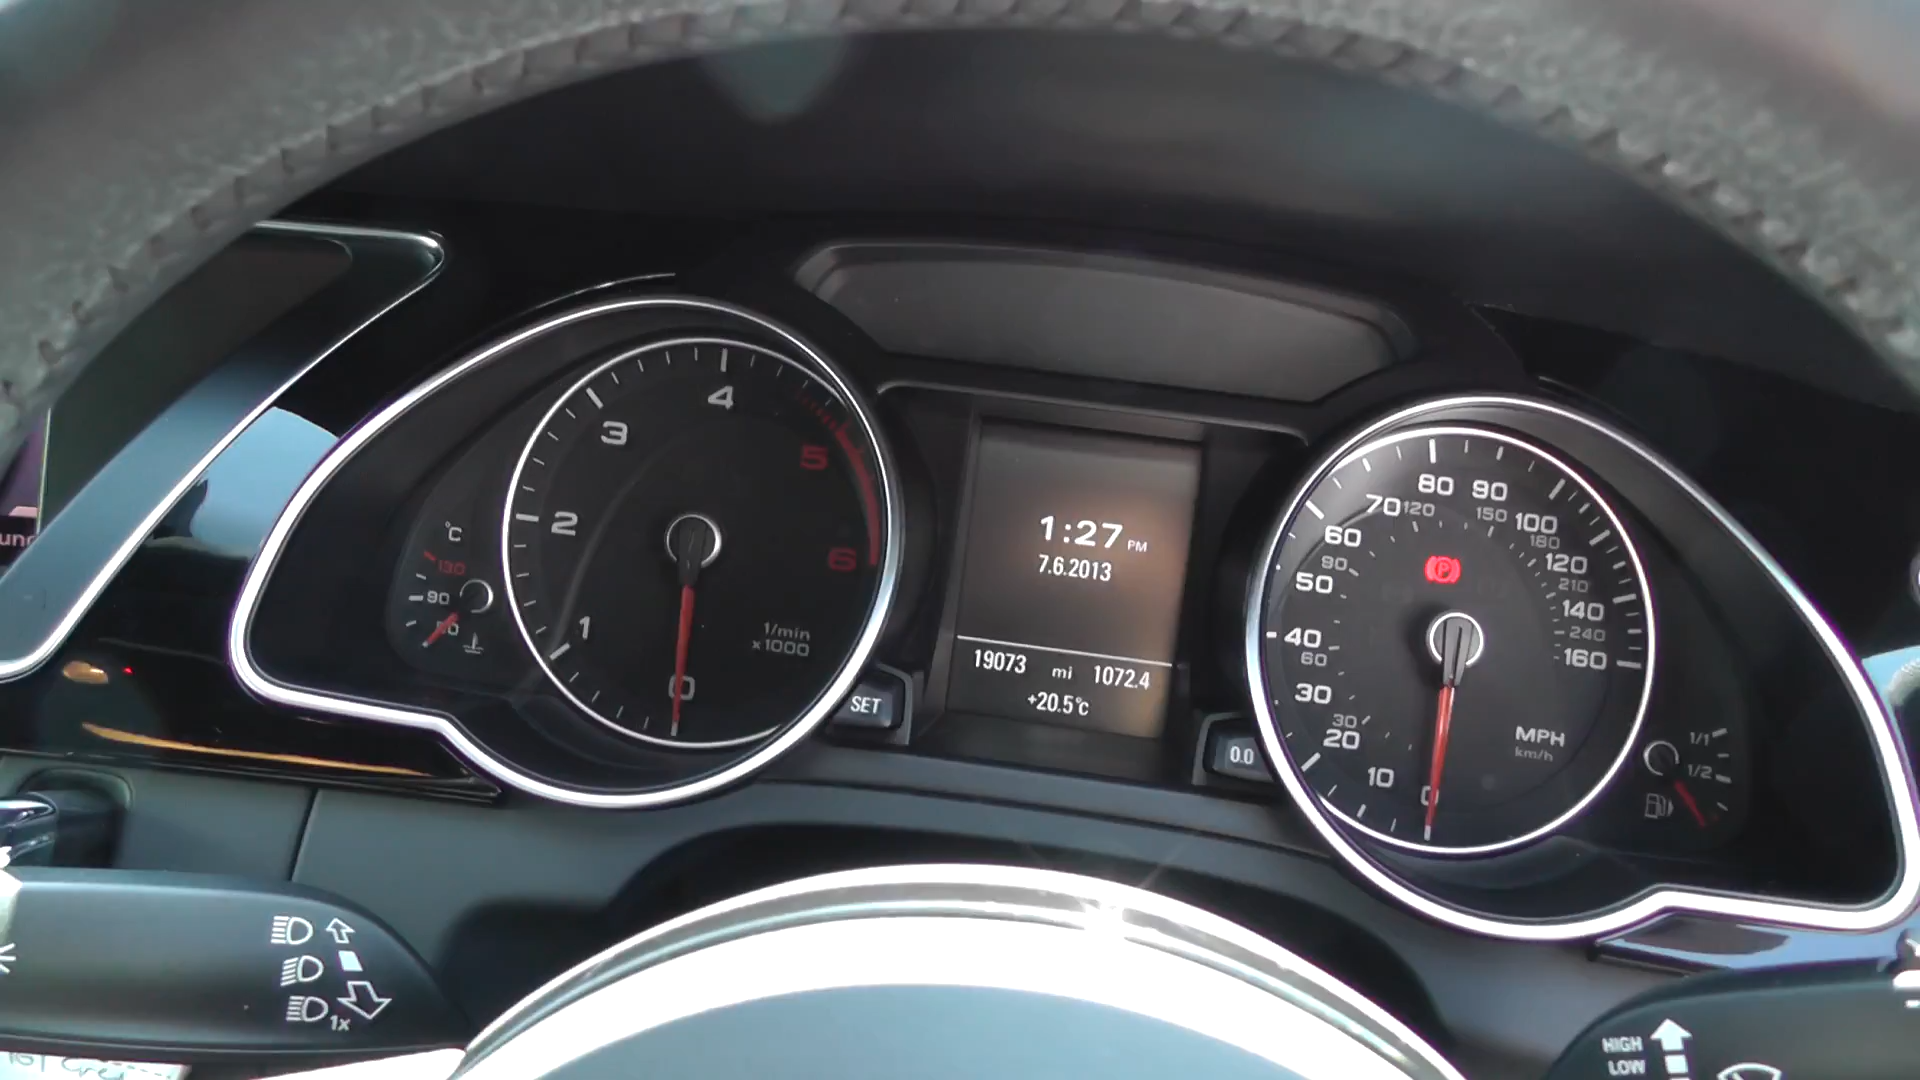 °C
130
90
1
2
3
4
5
6
0
1/min
x1000
SET
1:27 PM
7.6.2013
19073 mi 1072.4
+20.5°C
0.0
0
10
20
30
40
50
60
70
80
90
100
120
140
160
30
60
90
120
150
180
210
240
MPH
km/h
1/1
1/2
1x
HIGH
LOW